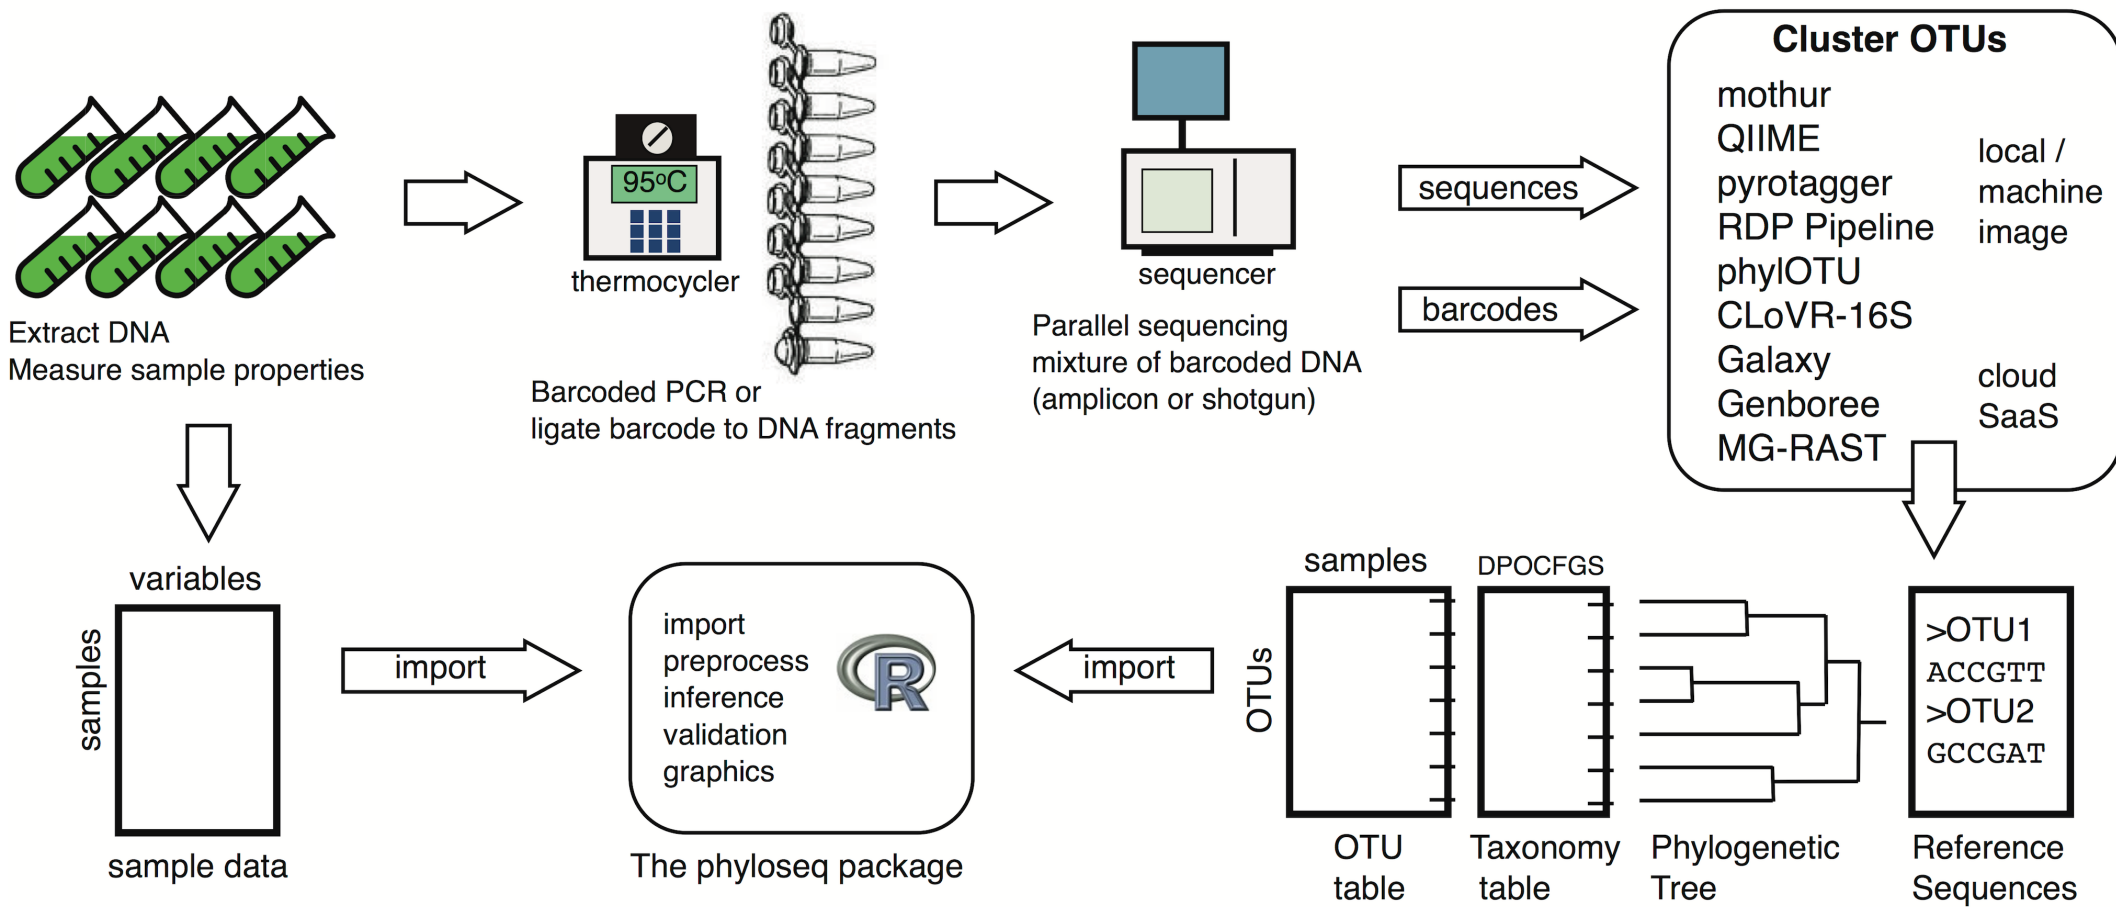 Cluster OTUs
mothur
QIIME
pyrotagger
RDP Pipeline
phylOTU
CLoVR-16S
Galaxy
Genboree
MG-RAST
local /
machine
image
cloud
SaaS
95ºC
thermocycler
sequencer
sequences
barcodes
Extract DNA
Measure sample properties
Barcoded PCR or
ligate barcode to DNA fragments
Parallel sequencing
mixture of barcoded DNA
(amplicon or shotgun)
variables
samples
sample data
import
import
preprocess
inference
validation
graphics
R
The phyloseq package
import
samples
OTUs
OTU
table
DPOCFGS
Taxonomy
table
Phylogenetic
Tree
>OTU1
ACCGTT
>OTU2
GCCGAT
Reference
Sequences